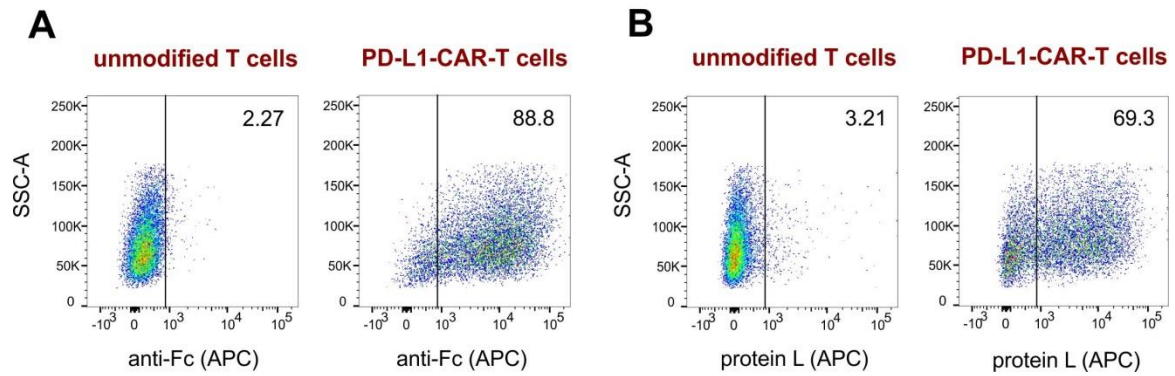 A
unmodified T cells
PD-L1-CAR-T cells
SSC-A
250K
200K
150K
100K
50K
0
2.27
-10³ 0 10³ 10⁴ 10⁵
anti-Fc (APC)
250K
200K
150K
100K
50K
0
88.8
-10³ 0 10³ 10⁴ 10⁵
anti-Fc (APC)
B
unmodified T cells
PD-L1-CAR-T cells
SSC-A
250K
200K
150K
100K
50K
0
3.21
-10³ 0 10³ 10⁴ 10⁵
protein L (APC)
250K
200K
150K
100K
50K
0
69.3
-10³ 0 10³ 10⁴ 10⁵
protein L (APC)